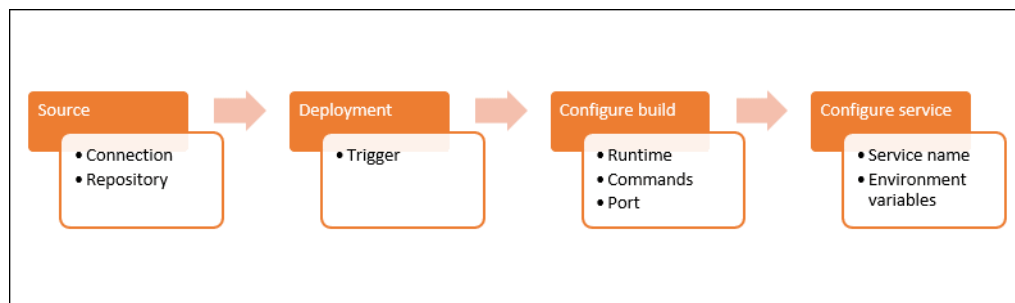 Source
• Connection
• Repository
Deployment
• Trigger
Configure build
• Runtime
• Commands
• Port
Configure service
• Service name
• Environment
variables